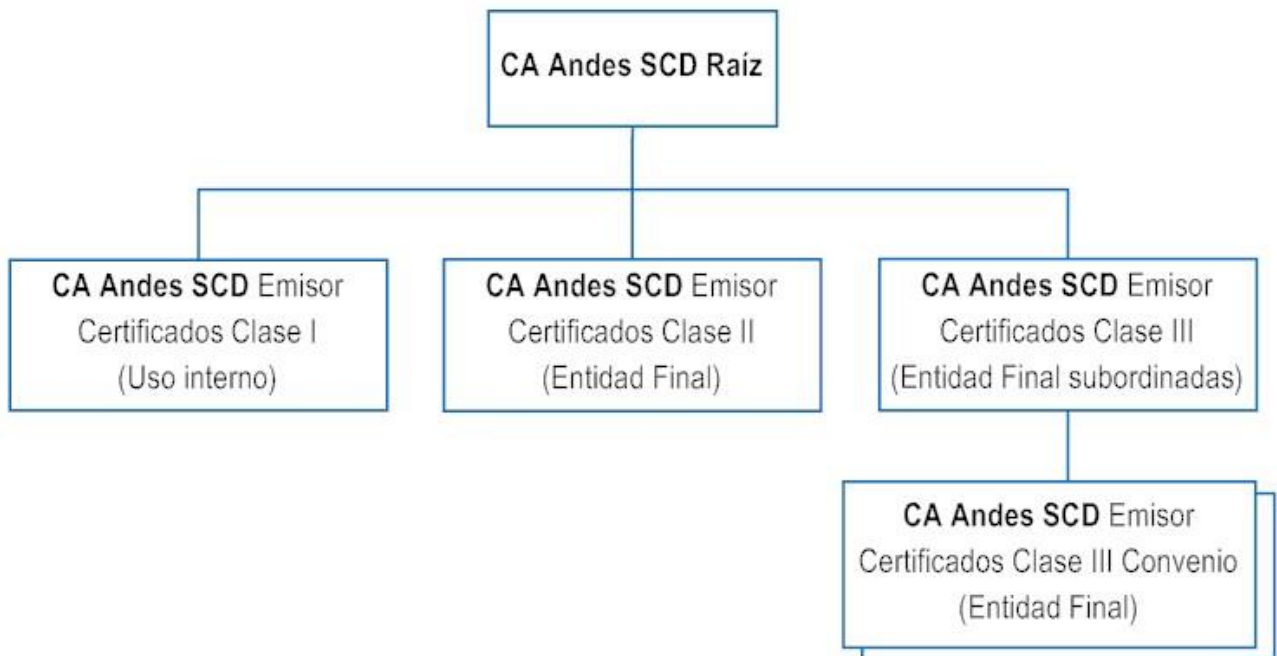 CA Andes SCD Raíz
CA Andes SCD Emisor
Certificados Clase I
(Uso interno)
CA Andes SCD Emisor
Certificados Clase II
(Entidad Final)
CA Andes SCD Emisor
Certificados Clase III
(Entidad Final subordinadas)
CA Andes SCD Emisor
Certificados Clase III Convenio
(Entidad Final)